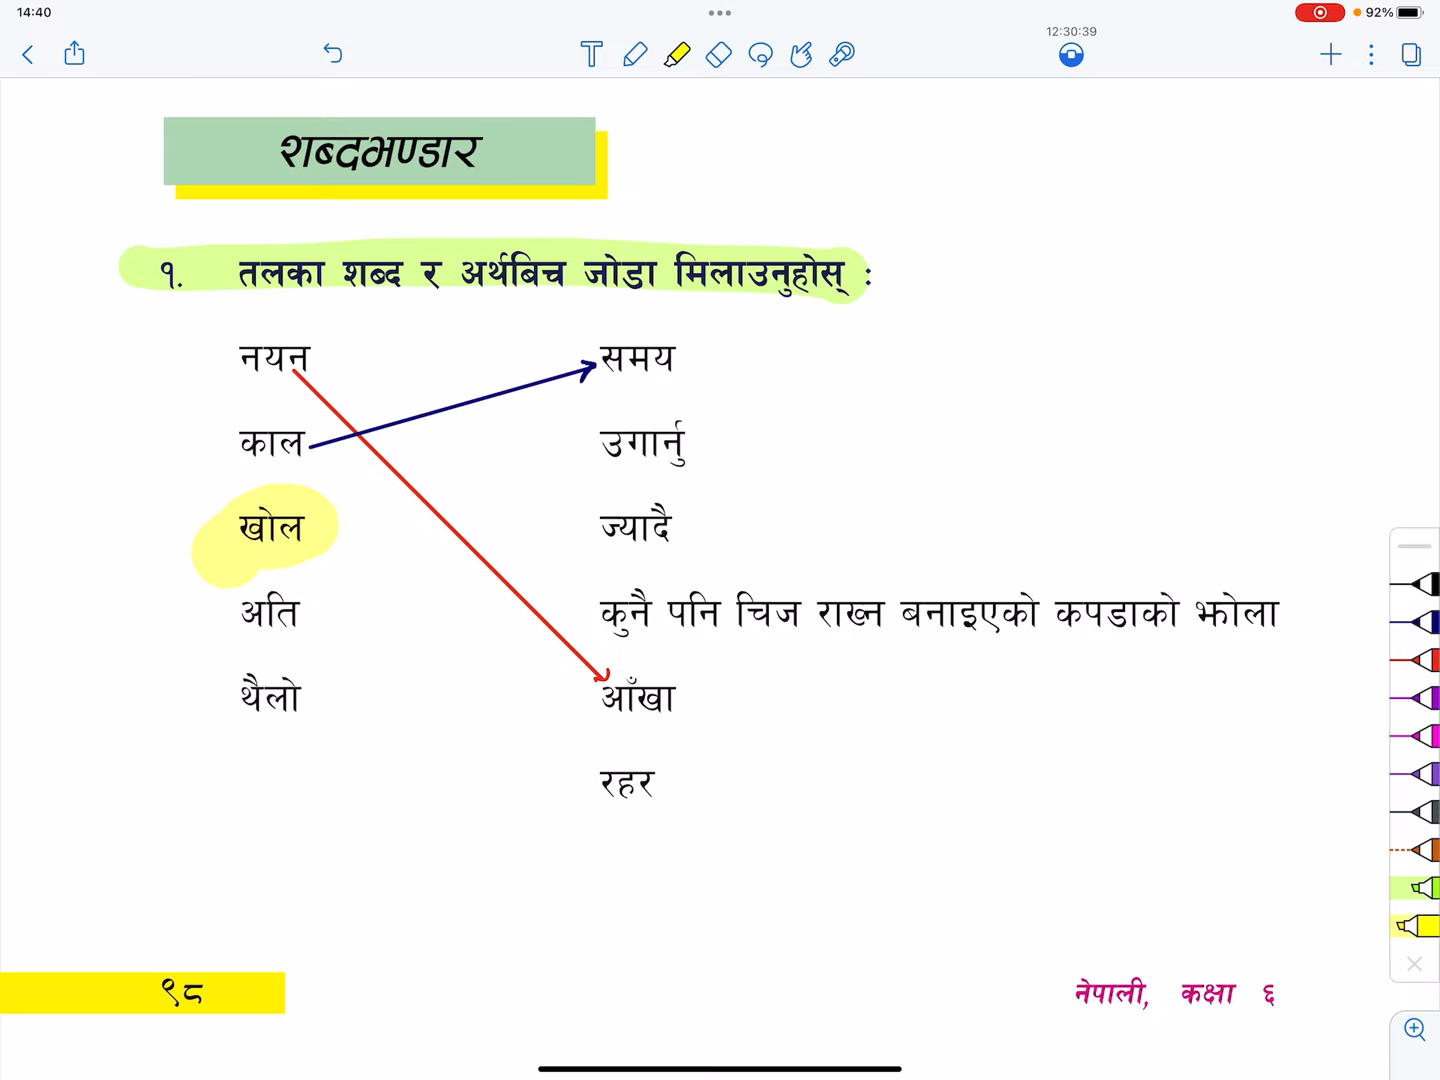 14:40
92%
12:30:39
शब्दभण्डार
१. तलका शब्द र अर्थबिच जोडा मिलाउनुहोस् :
नयन समय
काल उगार्नु
खोल ज्यादै
अति कुनै पनि चिज राख्न बनाइएको कपडाको झोला
थैलो आँखा
रहर
९८ नेपाली, कक्षा ६